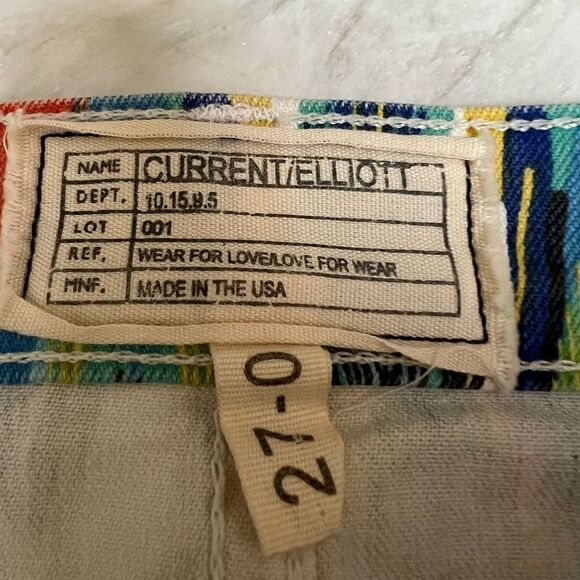 NAME CURRENT/ELLIOTT
DEPT. 10.15.9.5
LOT 001
REF. WEAR FOR LOVE/LOVE FOR WEAR
MNF. MADE IN THE USA
27-0